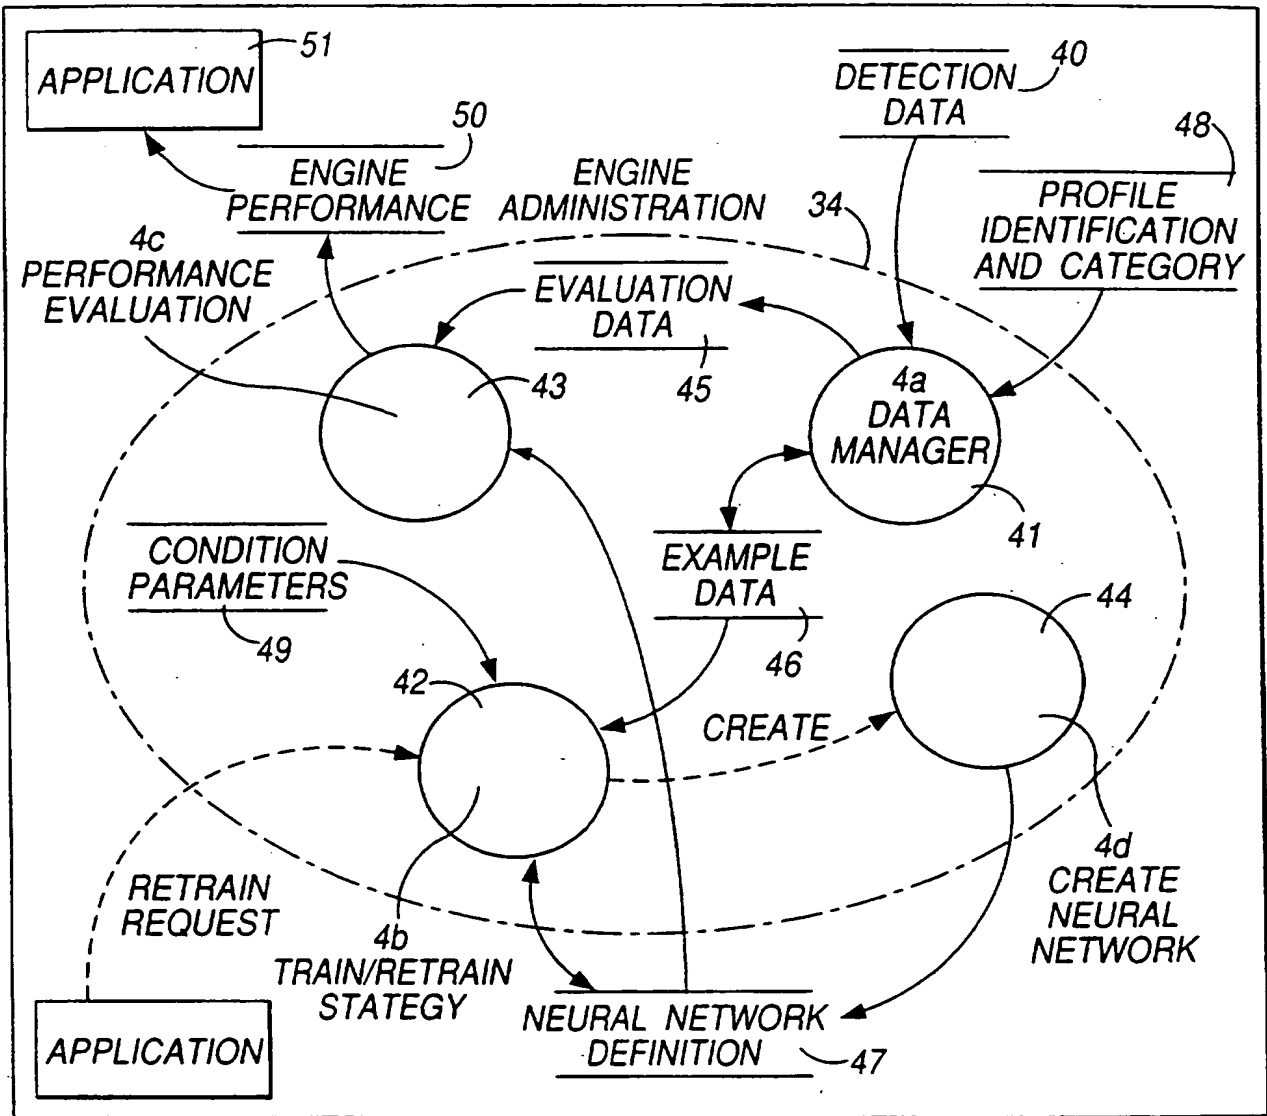 51
APPLICATION
50
ENGINE
PERFORMANCE
ENGINE
ADMINISTRATION
34
DETECTION
DATA
40
48
PROFILE
IDENTIFICATION
AND CATEGORY
4c
PERFORMANCE
EVALUATION
EVALUATION
DATA
45
43
4a
DATA
MANAGER
41
CONDITION
PARAMETERS
49
EXAMPLE
DATA
46
44
42
CREATE
RETRAIN
REQUEST
4b
TRAIN/RETRAIN
STATEGY
4d
CREATE
NEURAL
NETWORK
APPLICATION
NEURAL NETWORK
DEFINITION
47